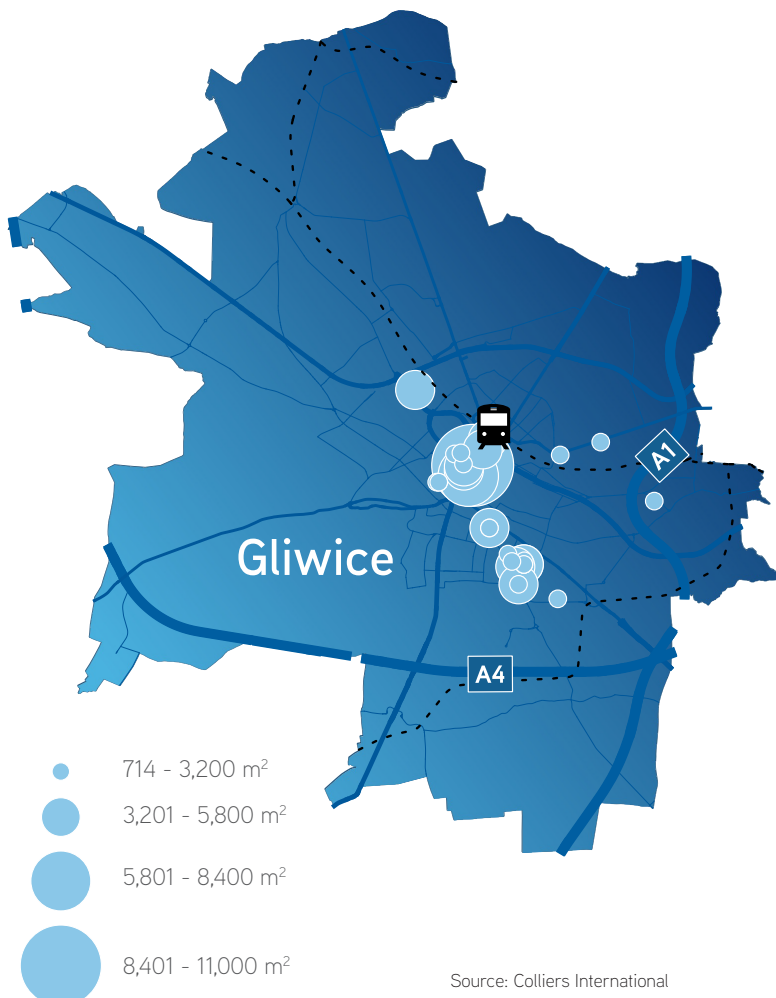 A1
Gliwice
A4
714 - 3,200 m²
3,201 - 5,800 m²
5,801 - 8,400 m²
8,401 - 11,000 m²
Source: Colliers International